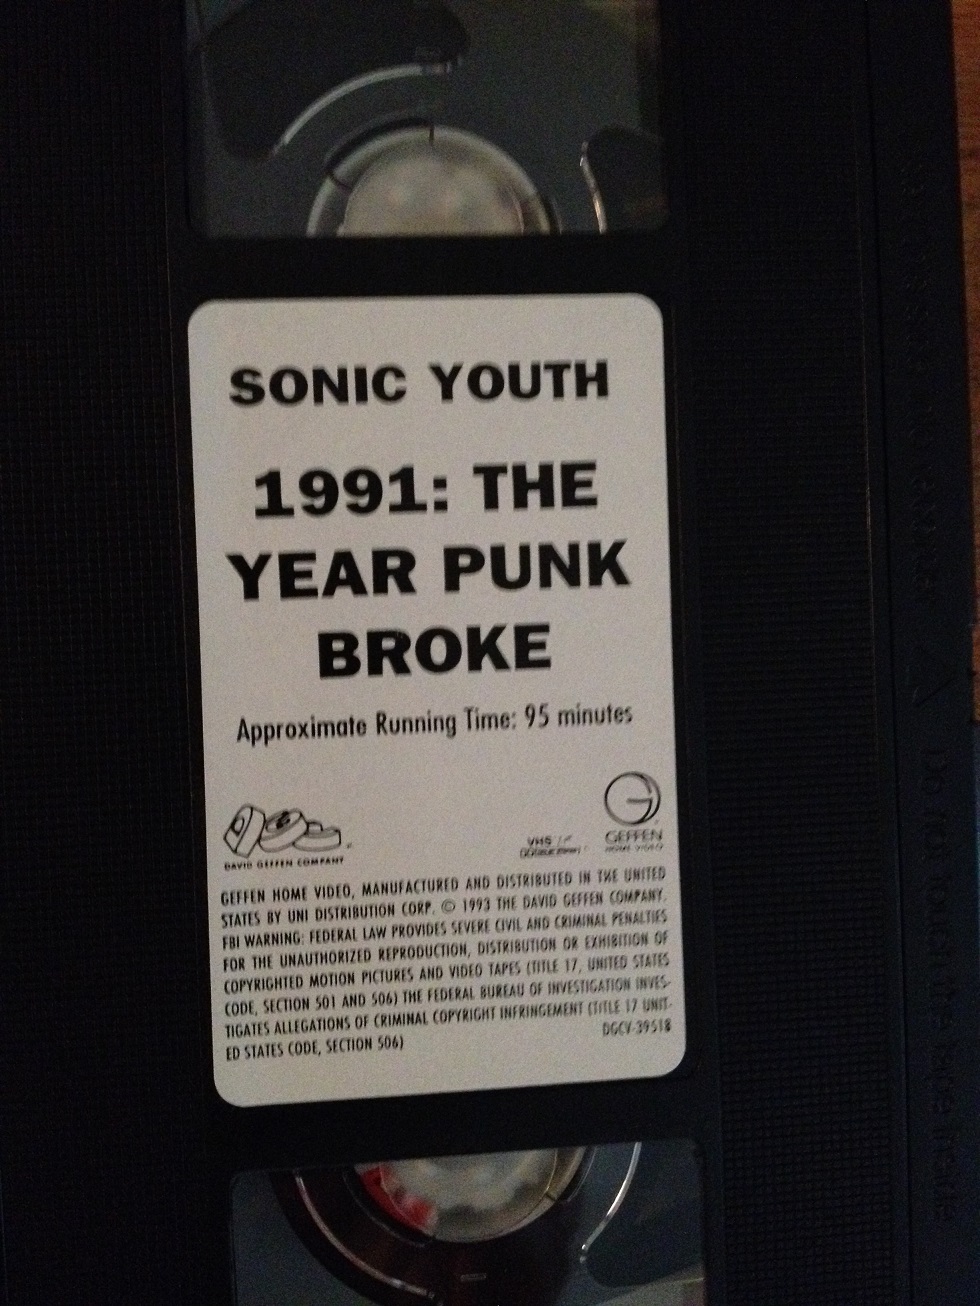 SONIC YOUTH
1991: THE
YEAR PUNK
BROKE
Approximate Running Time: 95 minutes
DAVID GEFFEN COMPANY
VHS
G
GEFFEN
HOME VIDEO
GEFFEN HOME VIDEO, MANUFACTURED AND DISTRIBUTED IN THE UNITED
STATES BY UNI DISTRIBUTION CORP. © 1993 THE DAVID GEFFEN COMPANY.
FBI WARNING: FEDERAL LAW PROVIDES SEVERE CIVIL AND CRIMINAL PENALTIES
FOR THE UNAUTHORIZED REPRODUCTION, DISTRIBUTION OR EXHIBITION OF
COPYRIGHTED MOTION PICTURES AND VIDEO TAPES (TITLE 17, UNITED STATES
CODE, SECTION 501 AND 506) THE FEDERAL BUREAU OF INVESTIGATION INVES-
TIGATES ALLEGATIONS OF CRIMINAL COPYRIGHT INFRINGEMENT (TITLE 17 UNIT-
ED STATES CODE, SECTION 506)
DGCV-39518